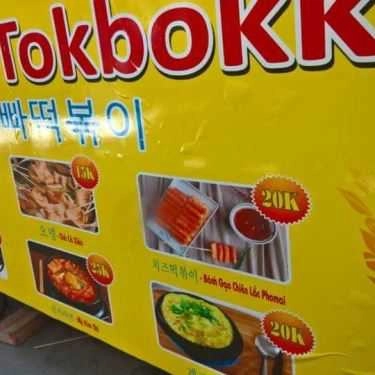 Tokbokk
빠떡볶이
15K
오뎅 - Chả Cá Xiên
20K
치즈떡볶이 - Bánh Gạo Chiên Lắc Phomai
25K
20K